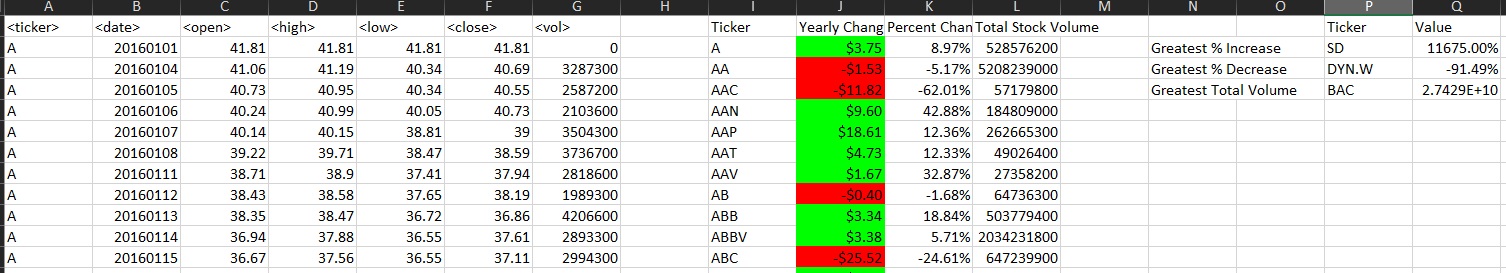 A B C D E F G H I J K L M N O P Q
<ticker> <date> <open> <high> <low> <close> <vol> Ticker Yearly Chang Percent Chan Total Stock Volume Ticker Value
A 20160101 41.81 41.81 41.81 41.81 0 A $3.75 8.97% 528576200 Greatest % Increase SD 11675.00%
A 20160104 41.06 41.19 40.34 40.69 3287300 AA -$1.53 -5.17% 5208239000 Greatest % Decrease DYN.W -91.49%
A 20160105 40.73 40.95 40.34 40.55 2587200 AAC -$11.82 -62.01% 57179800 Greatest Total Volume BAC 2.7429E+10
A 20160106 40.24 40.99 40.05 40.73 2103600 AAN $9.60 42.88% 184809000
A 20160107 40.14 40.15 38.81 39 3504300 AAP $18.61 12.36% 262665300
A 20160108 39.22 39.71 38.47 38.59 3736700 AAT $4.73 12.33% 49026400
A 20160111 38.71 38.9 37.41 37.94 2818600 AAV $1.67 32.87% 27358200
A 20160112 38.43 38.58 37.65 38.19 1989300 AB -$0.40 -1.68% 64736300
A 20160113 38.35 38.47 36.72 36.86 4206600 ABB $3.34 18.84% 503779400
A 20160114 36.94 37.88 36.55 37.61 2893300 ABBV $3.38 5.71% 2034231800
A 20160115 36.67 37.56 36.55 37.11 2994300 ABC -$25.52 -24.61% 647239900